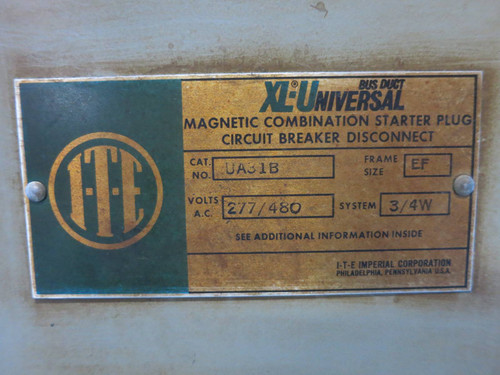 I-T-E
XL-UNIVERSAL BUS DUCT
MAGNETIC COMBINATION STARTER PLUG
CIRCUIT BREAKER DISCONNECT
CAT. NO. UA31B FRAME SIZE EF
VOLTS A.C. 277/480 SYSTEM 3/4W
SEE ADDITIONAL INFORMATION INSIDE
I-T-E IMPERIAL CORPORATION
PHILADELPHIA, PENNSYLVANIA U.S.A.